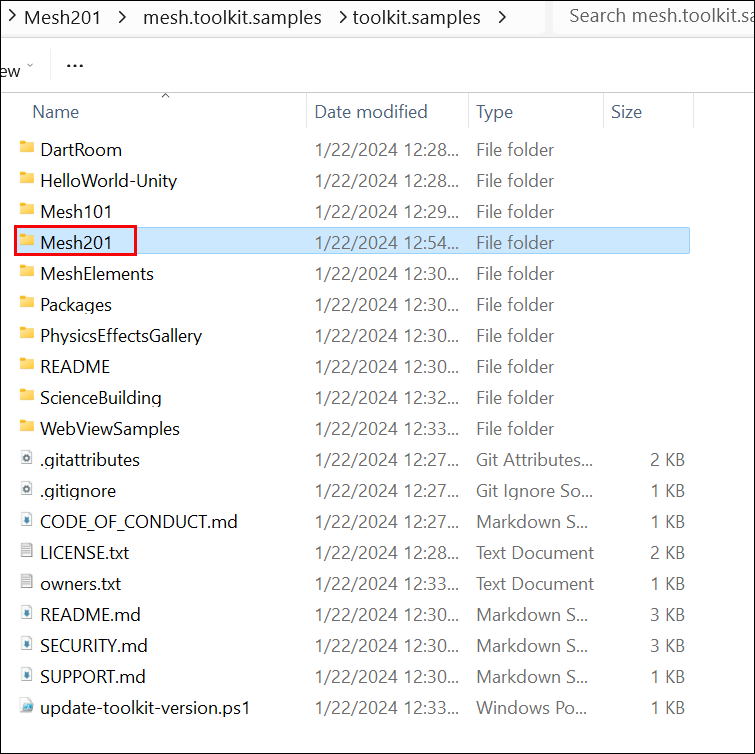 > Mesh201 > mesh.toolkit.samples > toolkit.samples > Search mesh.toolkit.sa
ew ...
Name Date modified Type Size
DartRoom 1/22/2024 12:28... File folder
HelloWorld-Unity 1/22/2024 12:28... File folder
Mesh101 1/22/2024 12:29... File folder
Mesh201 1/22/2024 12:54... File folder
MeshElements 1/22/2024 12:30... File folder
Packages 1/22/2024 12:30... File folder
PhysicsEffectsGallery 1/22/2024 12:30... File folder
README 1/22/2024 12:30... File folder
ScienceBuilding 1/22/2024 12:32... File folder
WebViewSamples 1/22/2024 12:33... File folder
.gitattributes 1/22/2024 12:27... Git Attributes... 2 KB
.gitignore 1/22/2024 12:27... Git Ignore So... 1 KB
CODE_OF_CONDUCT.md 1/22/2024 12:27... Markdown S... 1 KB
LICENSE.txt 1/22/2024 12:28... Text Document 2 KB
owners.txt 1/22/2024 12:33... Text Document 1 KB
README.md 1/22/2024 12:30... Markdown S... 3 KB
SECURITY.md 1/22/2024 12:30... Markdown S... 3 KB
SUPPORT.md 1/22/2024 12:30... Markdown S... 1 KB
update-toolkit-version.ps1 1/22/2024 12:33... Windows Po... 1 KB